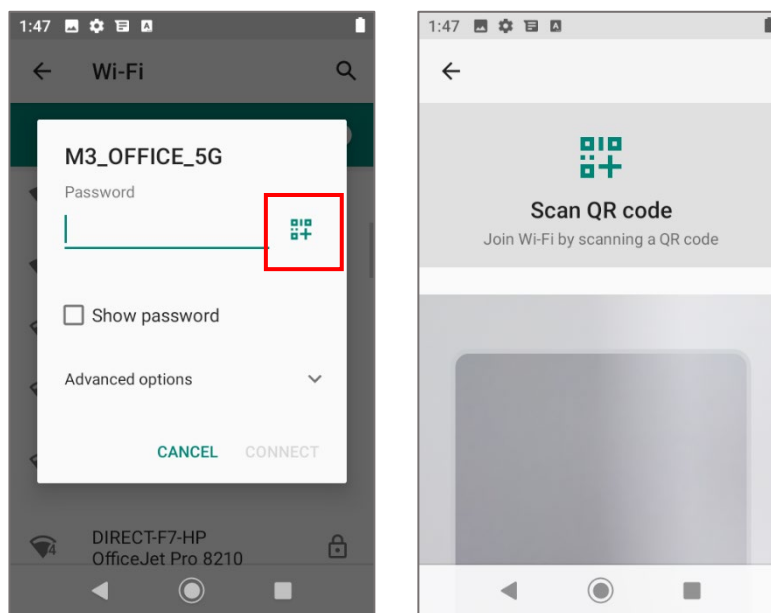 1:47
Wi-Fi
M3_OFFICE_5G
Password
Show password
Advanced options
CANCEL CONNECT
DIRECT-F7-HP
OfficeJet Pro 8210
1:47
Scan QR code
Join Wi-Fi by scanning a QR code